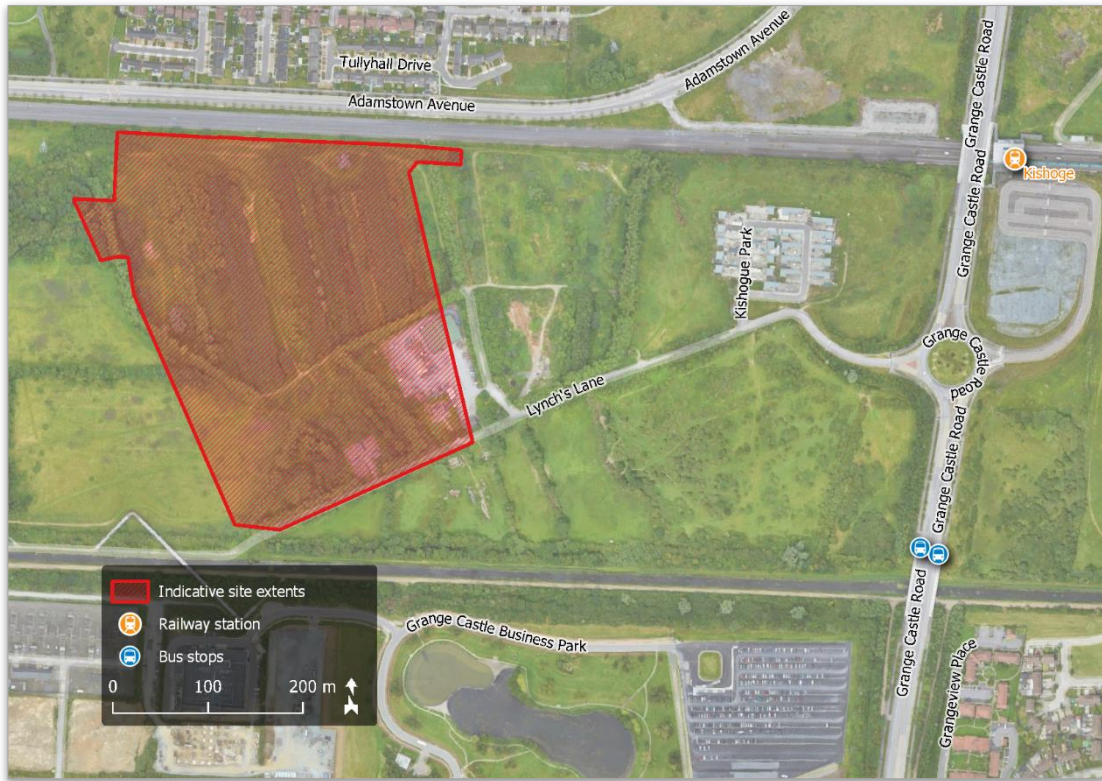 Tullyhall Drive
Adamstown Avenue
Adamstown Avenue
Grange Castle Road
Grange Castle Road
Grange Castle Road
Kishoge
Kishogue Park
Grange Castle Road
Lynch's Lane
Grange Castle Road
Grange Castle Road
Grange Castle Business Park
Grangeview Place
Indicative site extents
Railway station
Bus stops
0 100 200 m